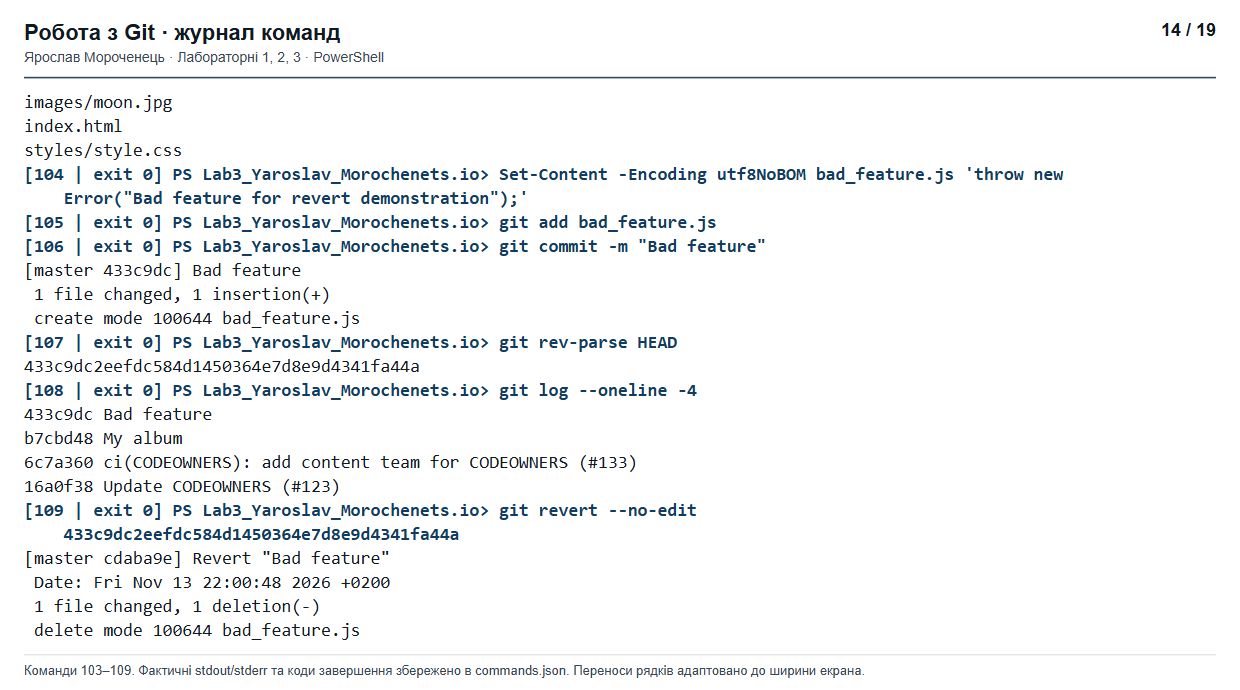 Робота з Git · журнал команд
14 / 19
Ярослав Мороченець · Лабораторні 1, 2, 3 · PowerShell
images/moon.jpg
index.html
styles/style.css
[104 | exit 0] PS Lab3_Yaroslav_Morochenets.io> Set-Content -Encoding utf8NoBOM bad_feature.js 'throw new
Error("Bad feature for revert demonstration");'
[105 | exit 0] PS Lab3_Yaroslav_Morochenets.io> git add bad_feature.js
[106 | exit 0] PS Lab3_Yaroslav_Morochenets.io> git commit -m "Bad feature"
[master 433c9dc] Bad feature
1 file changed, 1 insertion(+)
create mode 100644 bad_feature.js
[107 | exit 0] PS Lab3_Yaroslav_Morochenets.io> git rev-parse HEAD
433c9dc2eefdc584d1450364e7d8e9d4341fa44a
[108 | exit 0] PS Lab3_Yaroslav_Morochenets.io> git log --oneline -4
433c9dc Bad feature
b7cbd48 My album
6c7a360 ci(CODEOWNERS): add content team for CODEOWNERS (#133)
16a0f38 Update CODEOWNERS (#123)
[109 | exit 0] PS Lab3_Yaroslav_Morochenets.io> git revert --no-edit
433c9dc2eefdc584d1450364e7d8e9d4341fa44a
[master cdaba9e] Revert "Bad feature"
Date: Fri Nov 13 22:00:48 2026 +0200
1 file changed, 1 deletion(-)
delete mode 100644 bad_feature.js
Команди 103–109. Фактичні stdout/stderr та коди завершення збережено в commands.json. Переноси рядків адаптовано до ширини екрана.